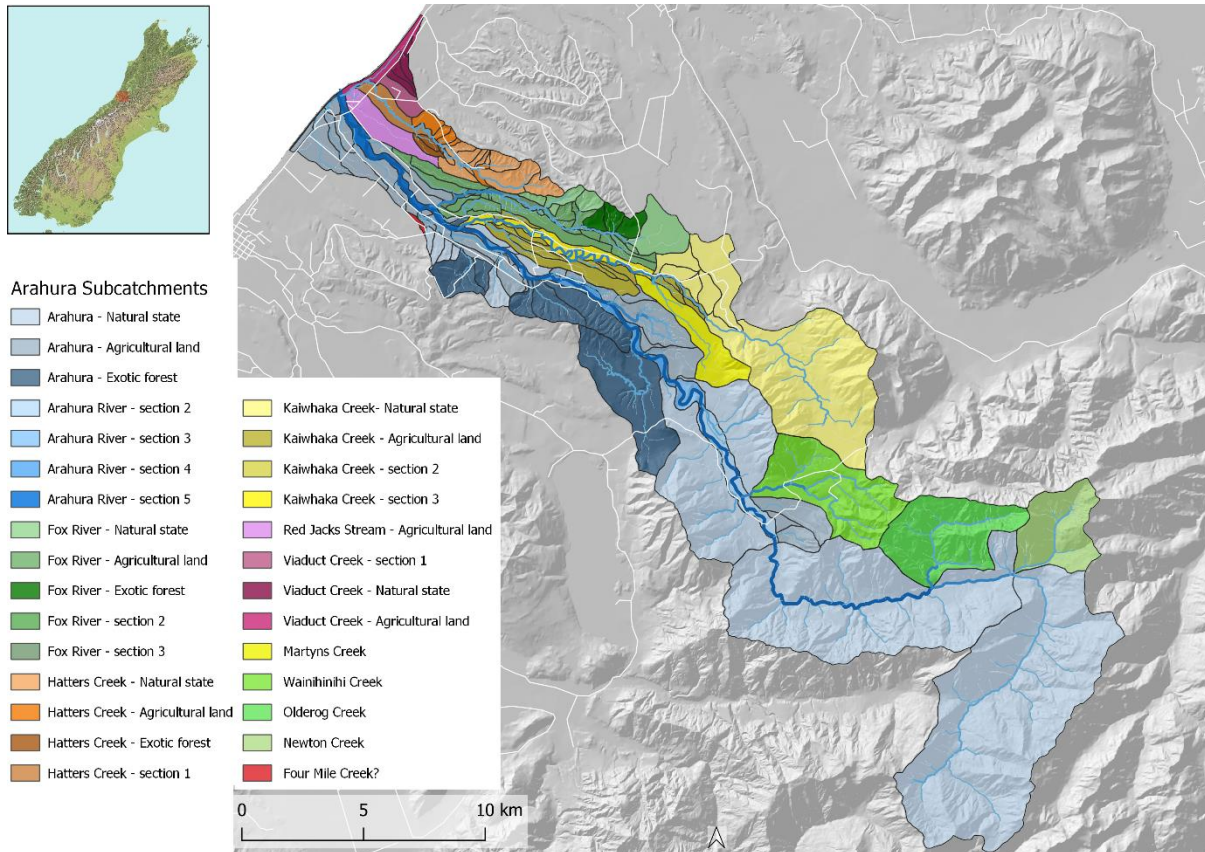 Arahura Subcatchments
Arahura - Natural state
Arahura - Agricultural land
Arahura - Exotic forest
Arahura River - section 2
Arahura River - section 3
Arahura River - section 4
Arahura River - section 5
Fox River - Natural state
Fox River - Agricultural land
Fox River - Exotic forest
Fox River - section 2
Fox River - section 3
Hatters Creek - Natural state
Hatters Creek - Agricultural land
Hatters Creek - Exotic forest
Hatters Creek - section 1
Kaiwhaka Creek- Natural state
Kaiwhaka Creek - Agricultural land
Kaiwhaka Creek - section 2
Kaiwhaka Creek - section 3
Red Jacks Stream - Agricultural land
Viaduct Creek - section 1
Viaduct Creek - Natural state
Viaduct Creek - Agricultural land
Martyns Creek
Wainihinihi Creek
Olderog Creek
Newton Creek
Four Mile Creek?
0 5 10 km